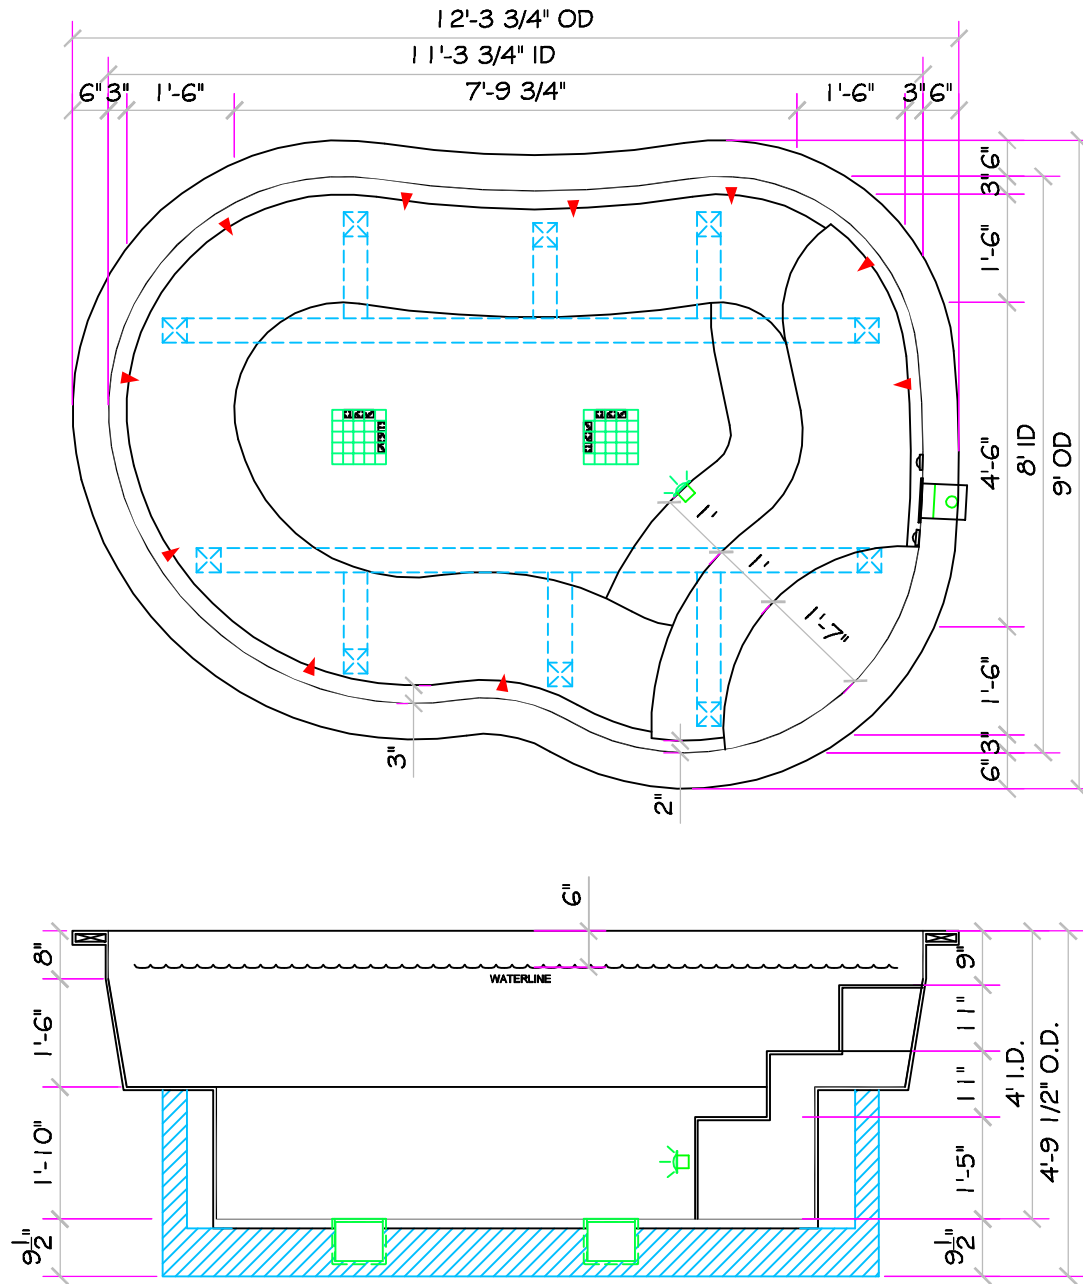 12'-3 3/4" OD
11'-3 3/4" ID
6" 3" 1'-6" 7'-9 3/4" 1'-6" 3" 6"
6"
3"
1'-6"
4'-6"
8' ID
9' OD
1'
1'
1'-7"
1'-6"
3"
6"
3"
2"
6"
8"
WATERLINE
9"
1'-6"
11"
11"
4' I.D.
4'-9 1/2" O.D.
1'-10"
1'-5"
9 1/2"
9 1/2"